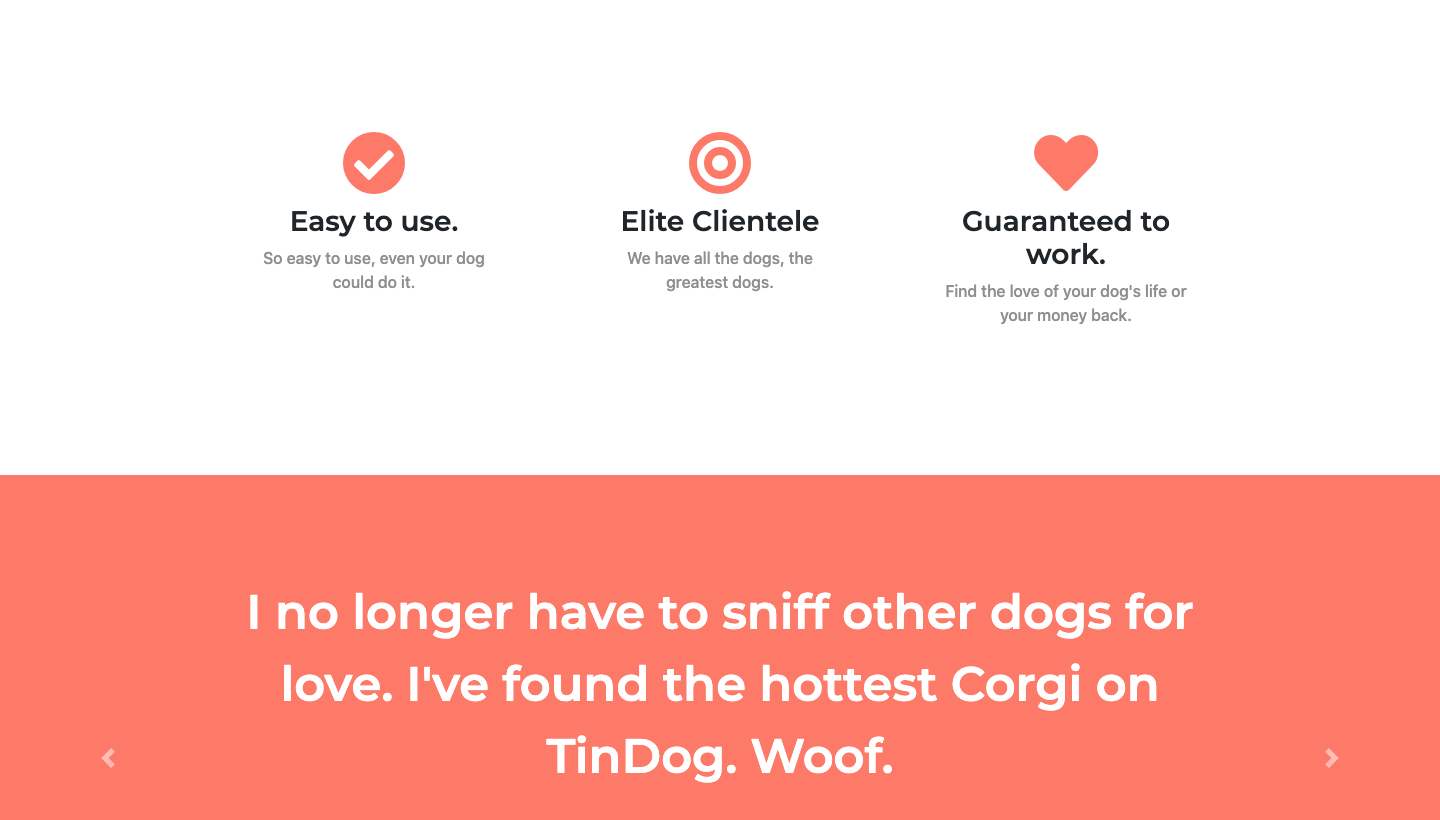 Easy to use.
So easy to use, even your dog
could do it.
Elite Clientele
We have all the dogs, the
greatest dogs.
Guaranteed to
work.
Find the love of your dog's life or
your money back.
I no longer have to sniff other dogs for
love. I've found the hottest Corgi on
TinDog. Woof.